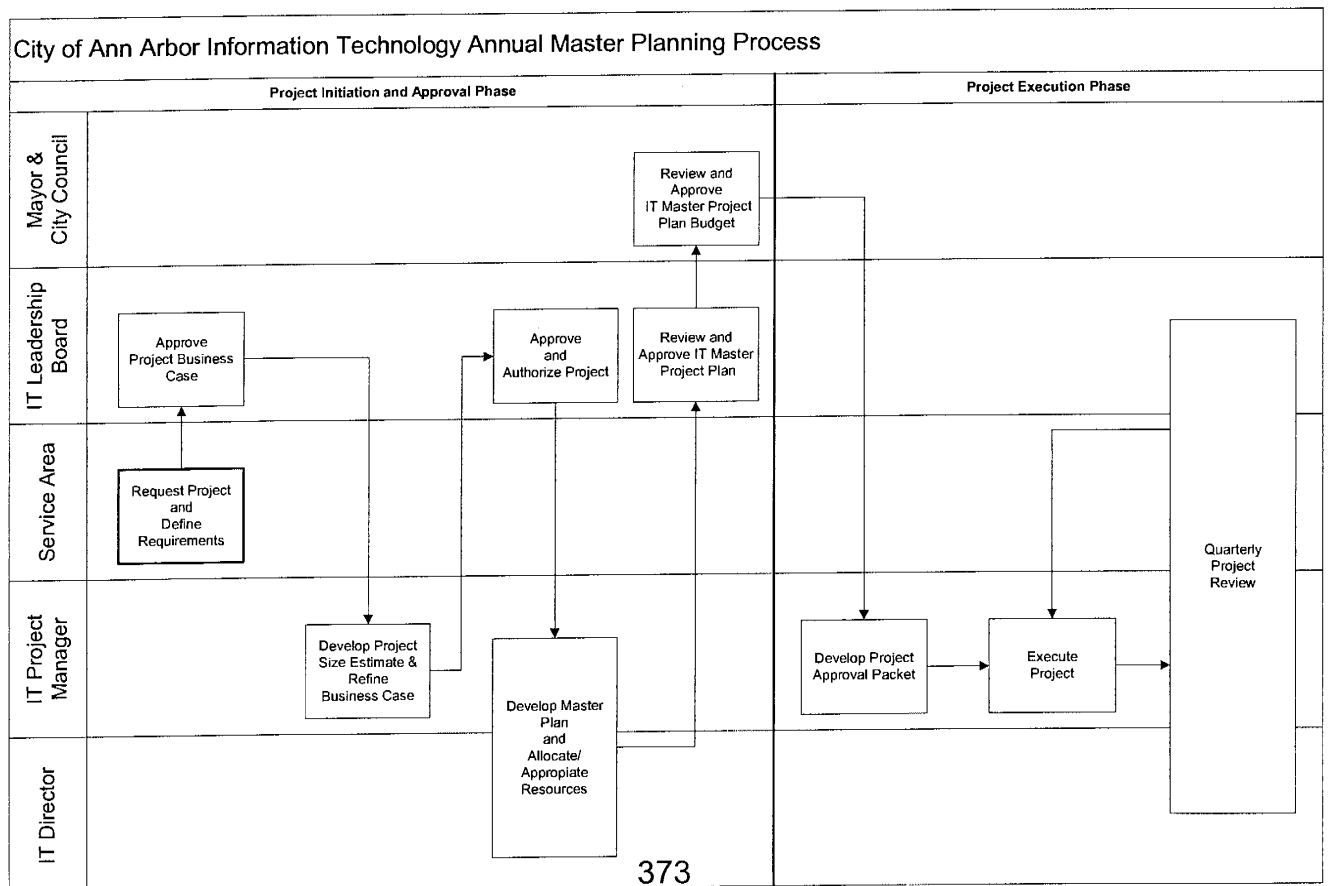 City of Ann Arbor Information Technology Annual Master Planning Process
Project Initiation and Approval Phase
Project Execution Phase
Mayor &
City Council
Review and
Approve
IT Master Project
Plan Budget
IT Leadership
Board
Approve
Project Business
Case
Approve
and
Authorize Project
Review and
Approve IT Master
Project Plan
Service Area
Request Project
and
Define
Requirements
Quarterly
Project
Review
IT Project
Manager
Develop Project
Size Estimate &
Refine
Business Case
Develop Master
Plan
and
Allocate/
Appropiate
Resources
Develop Project
Approval Packet
Execute
Project
IT Director
373